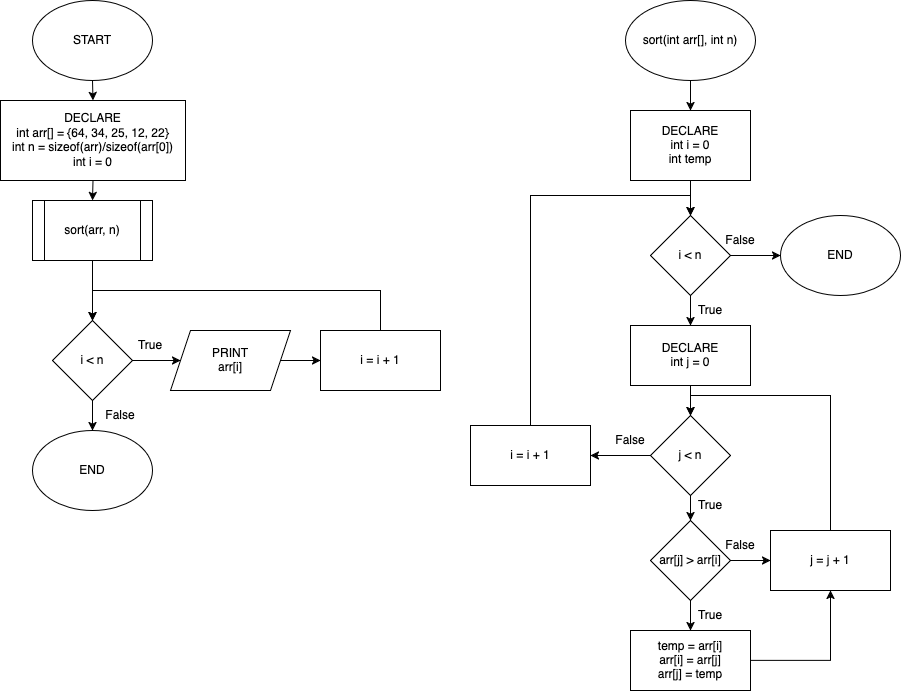 START
DECLARE
int arr[] = {64, 34, 25, 12, 22}
int n = sizeof(arr)/sizeof(arr[0])
int i = 0
sort(arr, n)
i < n
True
PRINT
arr[i]
i = i + 1
False
END
sort(int arr[], int n)
DECLARE
int i = 0
int temp
i < n
False
END
True
DECLARE
int j = 0
j < n
False
i = i + 1
True
arr[j] > arr[i]
False
j = j + 1
True
temp = arr[i]
arr[i] = arr[j]
arr[j] = temp